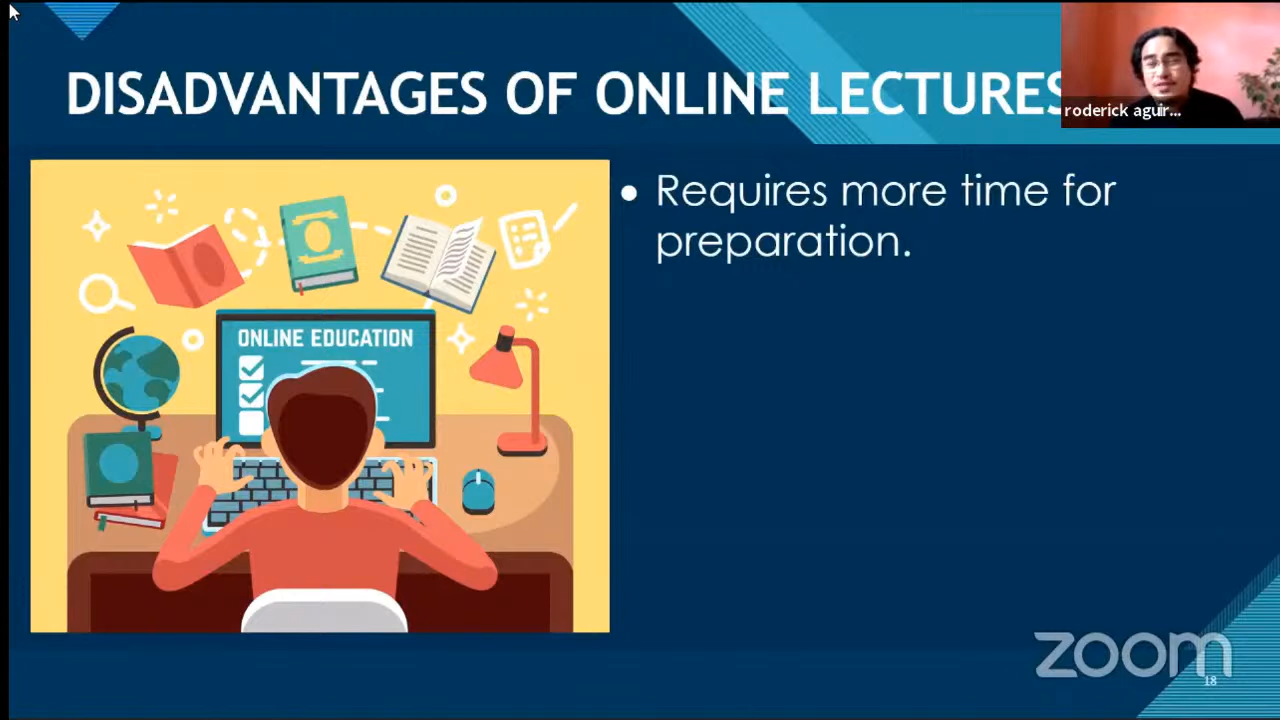 DISADVANTAGES OF ONLINE LECTURES
roderick aguir...
Requires more time for
preparation.
ONLINE EDUCATION
zoom
18